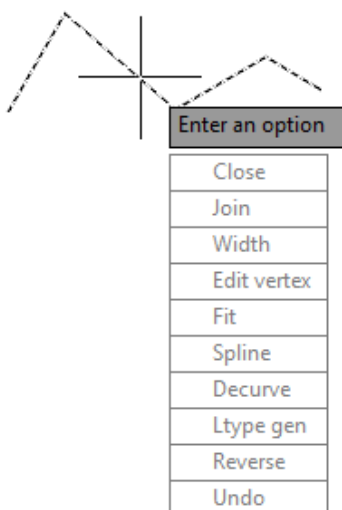 Enter an option
Close
Join
Width
Edit vertex
Fit
Spline
Decurve
Ltype gen
Reverse
Undo